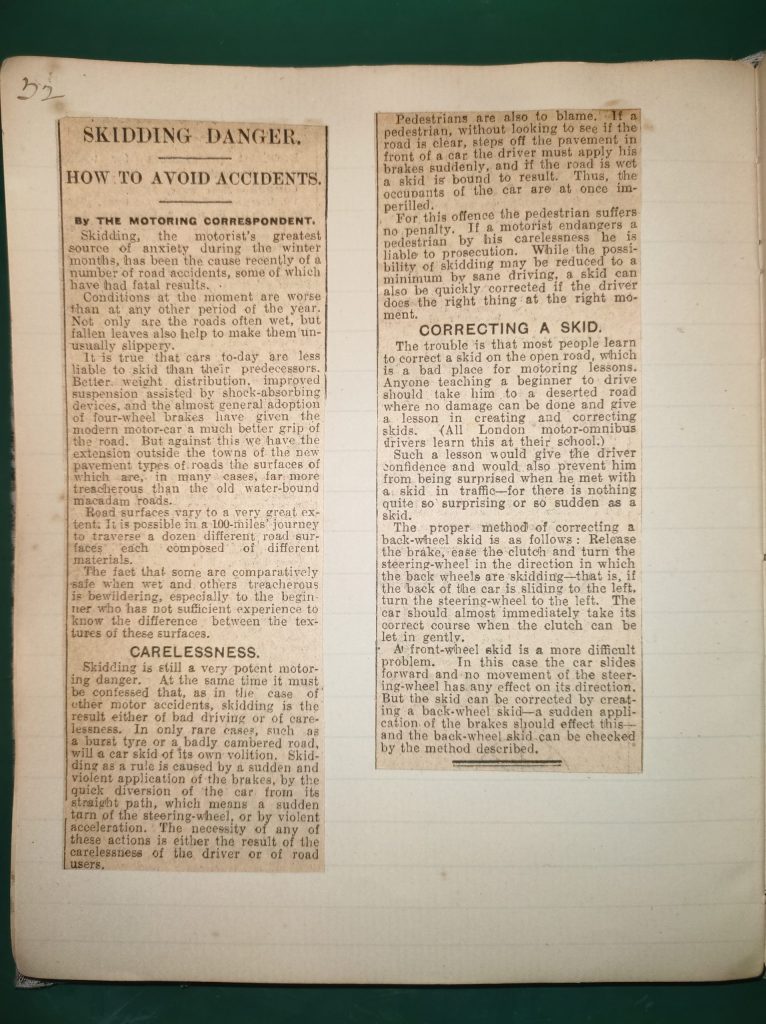 32
SKIDDING DANGER.
HOW TO AVOID ACCIDENTS.
By THE MOTORING CORRESPONDENT.
Skidding, the motorist's greatest
source of anxiety during the winter
months, has been the cause recently of a
number of road accidents, some of which
have had fatal results.
Conditions at the moment are worse
than at any other period of the year.
Not only are the roads often wet, but
fallen leaves also help to make them un-
usually slippery.
It is true that cars to-day are less
liable to skid than their predecessors.
Better weight distribution, improved
suspension assisted by shock-absorbing
devices, and the almost general adoption
of four-wheel brakes have given the
modern motor-car a much better grip of
the road. But against this we have the
extension outside the towns of the new
pavement types of roads the surfaces of
which are, in many cases, far more
treacherous than the old water-bound
macadam roads.
Road surfaces vary to a very great ex-
tent. It is possible in a 100-miles' journey
to traverse a dozen different road sur-
faces each composed of different
materials.
The fact that some are comparatively
safe when wet and others treacherous
is bewildering, especially to the begin-
ner who has not sufficient experience to
know the difference between the tex-
tures of these surfaces.
CARELESSNESS.
Skidding is still a very potent motor-
ing danger. At the same time it must
be confessed that, as in the case of
other motor accidents, skidding is the
result either of bad driving or of care-
lessness. In only rare cases, such as
a burst tyre or a badly cambered road,
will a car skid of its own volition. Skid-
ding as a rule is caused by a sudden and
violent application of the brakes, by the
quick diversion of the car from its
straight path, which means a sudden
turn of the steering-wheel, or by violent
acceleration. The necessity of any of
these actions is either the result of the
carelessness of the driver or of road
users.
Pedestrians are also to blame. If a
pedestrian, without looking to see if the
road is clear, steps off the pavement in
front of a car the driver must apply his
brakes suddenly, and if the road is wet
a skid is bound to result. Thus, the
occupants of the car are at once im-
perilled.
For this offence the pedestrian suffers
no penalty. If a motorist endangers a
pedestrian by his carelessness he is
liable to prosecution. While the possi-
bility of skidding may be reduced to a
minimum by sane driving, a skid can
also be quickly corrected if the driver
does the right thing at the right mo-
ment.
CORRECTING A SKID.
The trouble is that most people learn
to correct a skid on the open road, which
is a bad place for motoring lessons.
Anyone teaching a beginner to drive
should take him to a deserted road
where no damage can be done and give
a lesson in creating and correcting
skids. (All London motor-omnibus
drivers learn this at their school.)
Such a lesson would give the driver
confidence and would also prevent him
from being surprised when he met with
a skid in traffic—for there is nothing
quite so surprising or so sudden as a
skid.
The proper method of correcting a
back-wheel skid is as follows: Release
the brake, ease the clutch and turn the
steering-wheel in the direction in which
the back wheels are skidding—that is, if
the back of the car is sliding to the left,
turn the steering-wheel to the left. The
car should almost immediately take its
correct course when the clutch can be
let in gently.
A front-wheel skid is a more difficult
problem. In this case the car slides
forward and no movement of the steer-
ing-wheel has any effect on its direction.
But the skid can be corrected by creat-
ing a back-wheel skid—a sudden appli-
cation of the brakes should effect this—
and the back-wheel skid can be checked
by the method described.